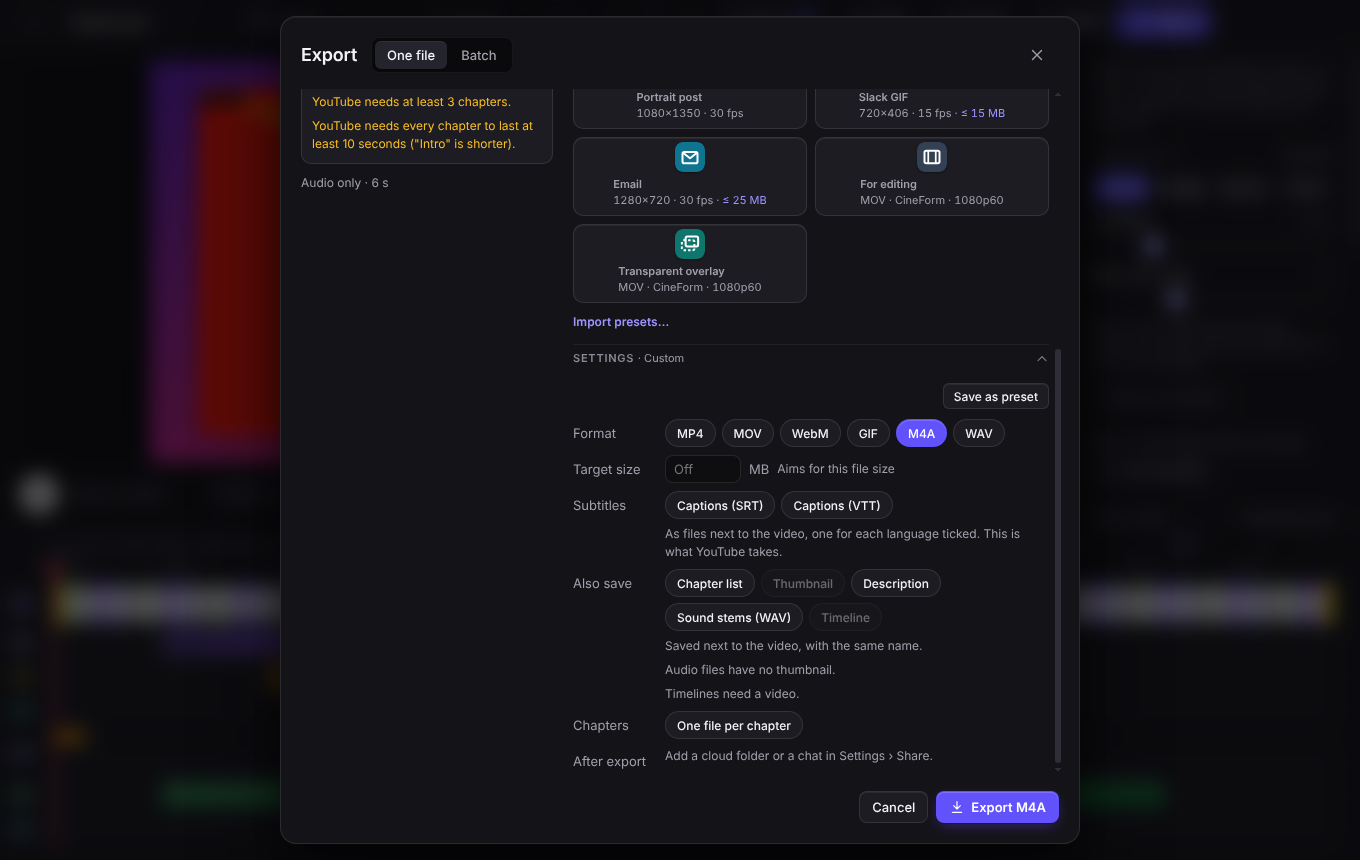 Export
One file
Batch
YouTube needs at least 3 chapters.
YouTube needs every chapter to last at
least 10 seconds ("Intro" is shorter).
Audio only · 6 s
Portrait post
1080×1350 · 30 fps
Slack GIF
720×406 · 15 fps · ≤ 15 MB
Email
1280×720 · 30 fps · ≤ 25 MB
For editing
MOV · CineForm · 1080p60
Transparent overlay
MOV · CineForm · 1080p60
Import presets...
SETTINGS · Custom
Save as preset
Format
MP4
MOV
WebM
GIF
M4A
WAV
Target size
Off
MB
Aims for this file size
Subtitles
Captions (SRT)
Captions (VTT)
As files next to the video, one for each language ticked. This is
what YouTube takes.
Also save
Chapter list
Thumbnail
Description
Sound stems (WAV)
Timeline
Saved next to the video, with the same name.
Audio files have no thumbnail.
Timelines need a video.
Chapters
One file per chapter
After export
Add a cloud folder or a chat in Settings › Share.
Cancel
Export M4A